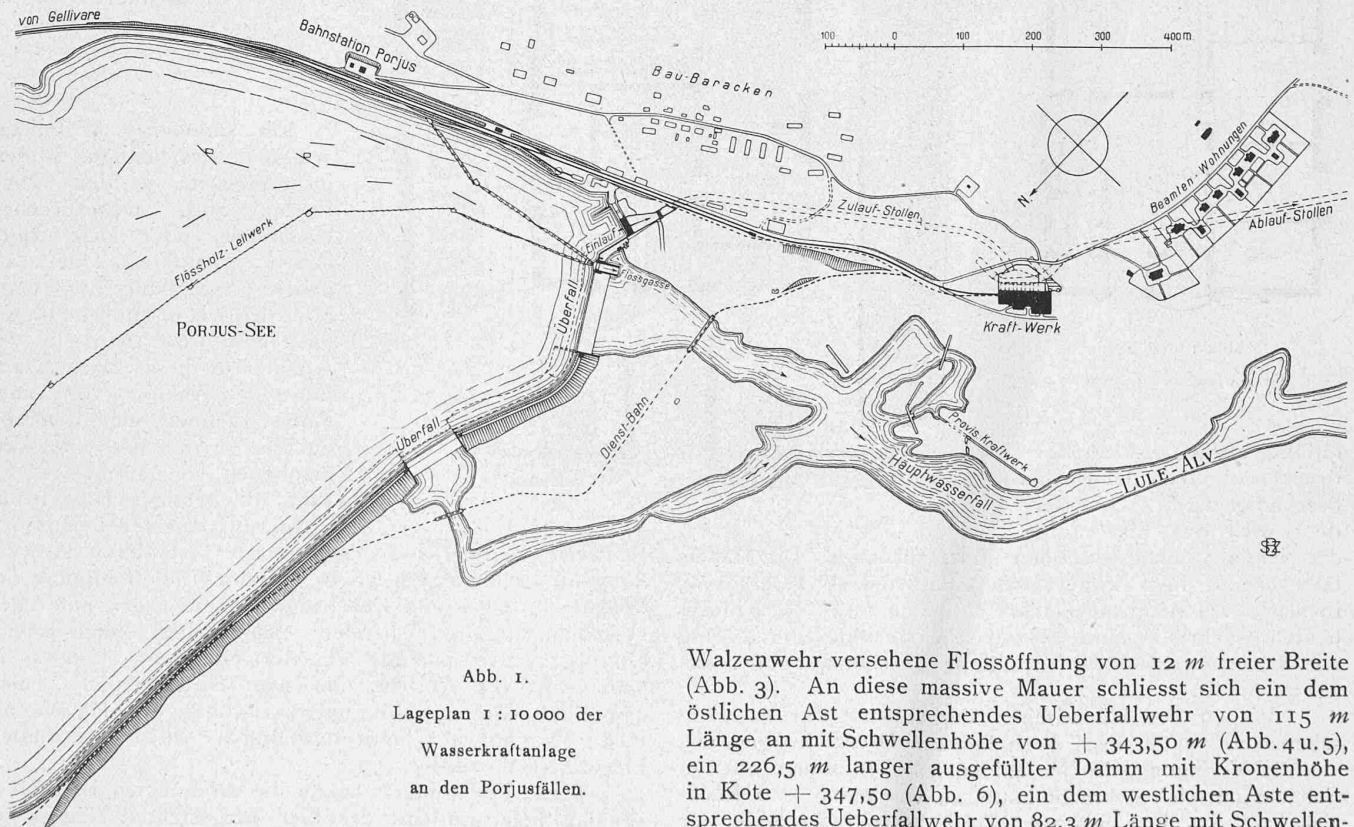 von Gellivare
Bahnstation Porjus
Bau-Baracken
100 0 100 200 300 400 m
N.
Beamten-Wohnungen
Ablauf-Stollen
Zulauf-Stollen
Einlauf
Flossgasse
Flössholz-Leitwerk
PORJUS-SEE
Überfall
Kraft-Werk
Überfall
Dienst-Bahn
Provis Kraftwerk
Hauptwasserfall
LULE-ALV
Abb. 1.
Lageplan 1 : 10 000 der
Wasserkraftanlage
an den Porjusfällen.
Walzenwehr versehene Flossöffnung von 12 m freier Breite
(Abb. 3). An diese massive Mauer schliesst sich ein dem
östlichen Ast entsprechendes Ueberfallwehr von 115 m
Länge an mit Schwellenhöhe von + 343,50 m (Abb. 4 u. 5),
ein 226,5 m langer ausgefüllter Damm mit Kronenhöhe
in Kote + 347,50 (Abb. 6), ein dem westlichen Aste ent-
sprechendes Ueberfallwehr von 82,3 m Länge mit Schwellen-